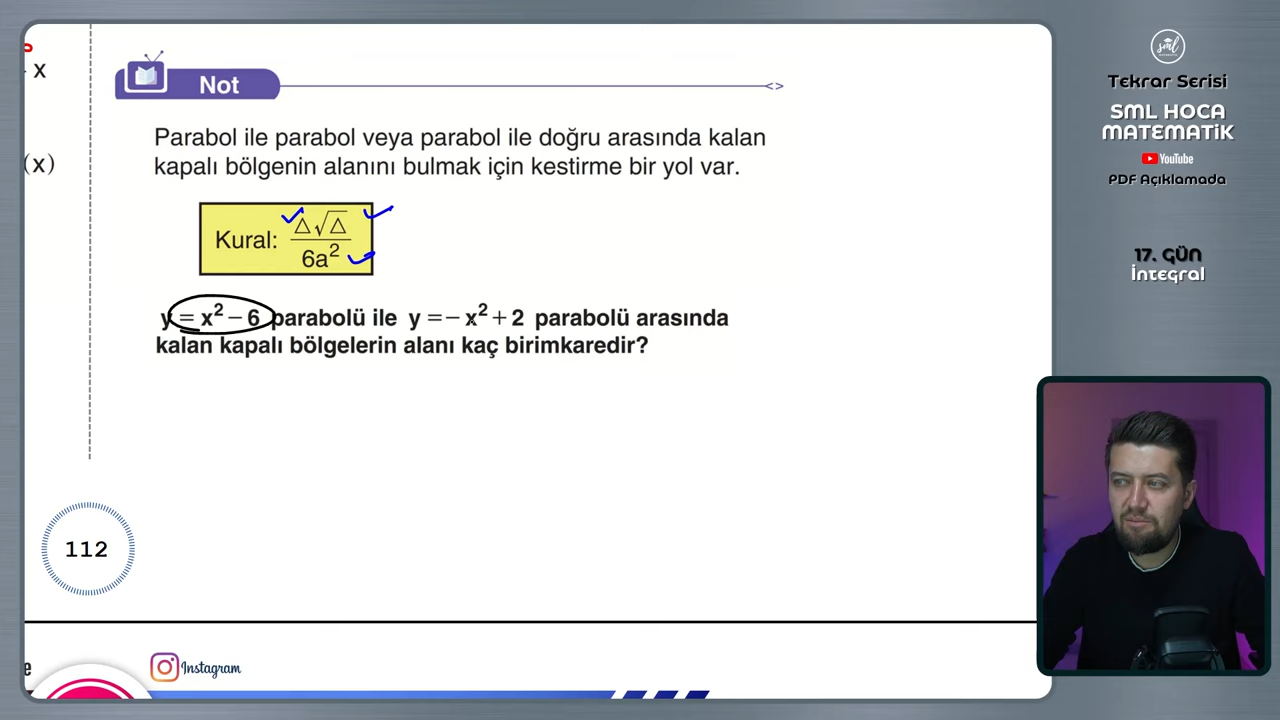 x
(x)
Not
< >
Parabol ile parabol veya parabol ile doğru arasında kalan
kapalı bölgenin alanını bulmak için kestirme bir yol var.
Kural: △√△ / 6a²
y = x² − 6 parabolü ile y = − x² + 2 parabolü arasında
kalan kapalı bölgelerin alanı kaç birimkaredir?
112
e
Instagram
sml
Tekrar Serisi
SML HOCA
MATEMATİK
YouTube
PDF Açıklamada
17. GÜN
İntegral